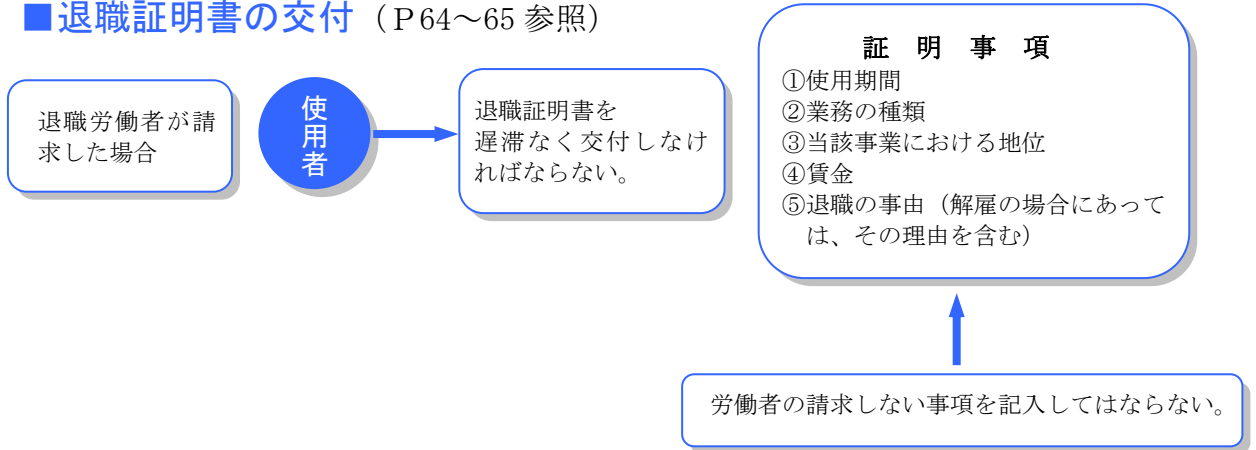 ■退職証明書の交付（Ｐ64～65 参照）
退職労働者が請
求した場合
使用者
退職証明書を
遅滞なく交付しなけ
ればならない。
証 明 事 項
①使用期間
②業務の種類
③当該事業における地位
④賃金
⑤退職の事由（解雇の場合にあって
は、その理由を含む）
労働者の請求しない事項を記入してはならない。